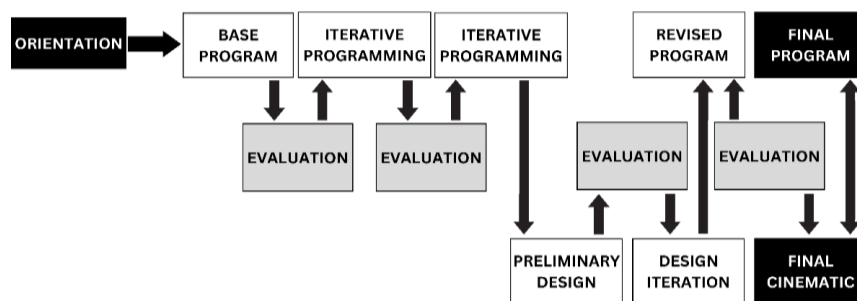 ORIENTATION
BASE
PROGRAM
ITERATIVE
PROGRAMMING
ITERATIVE
PROGRAMMING
REVISED
PROGRAM
FINAL
PROGRAM
EVALUATION
EVALUATION
EVALUATION
EVALUATION
PRELIMINARY
DESIGN
DESIGN
ITERATION
FINAL
CINEMATIC